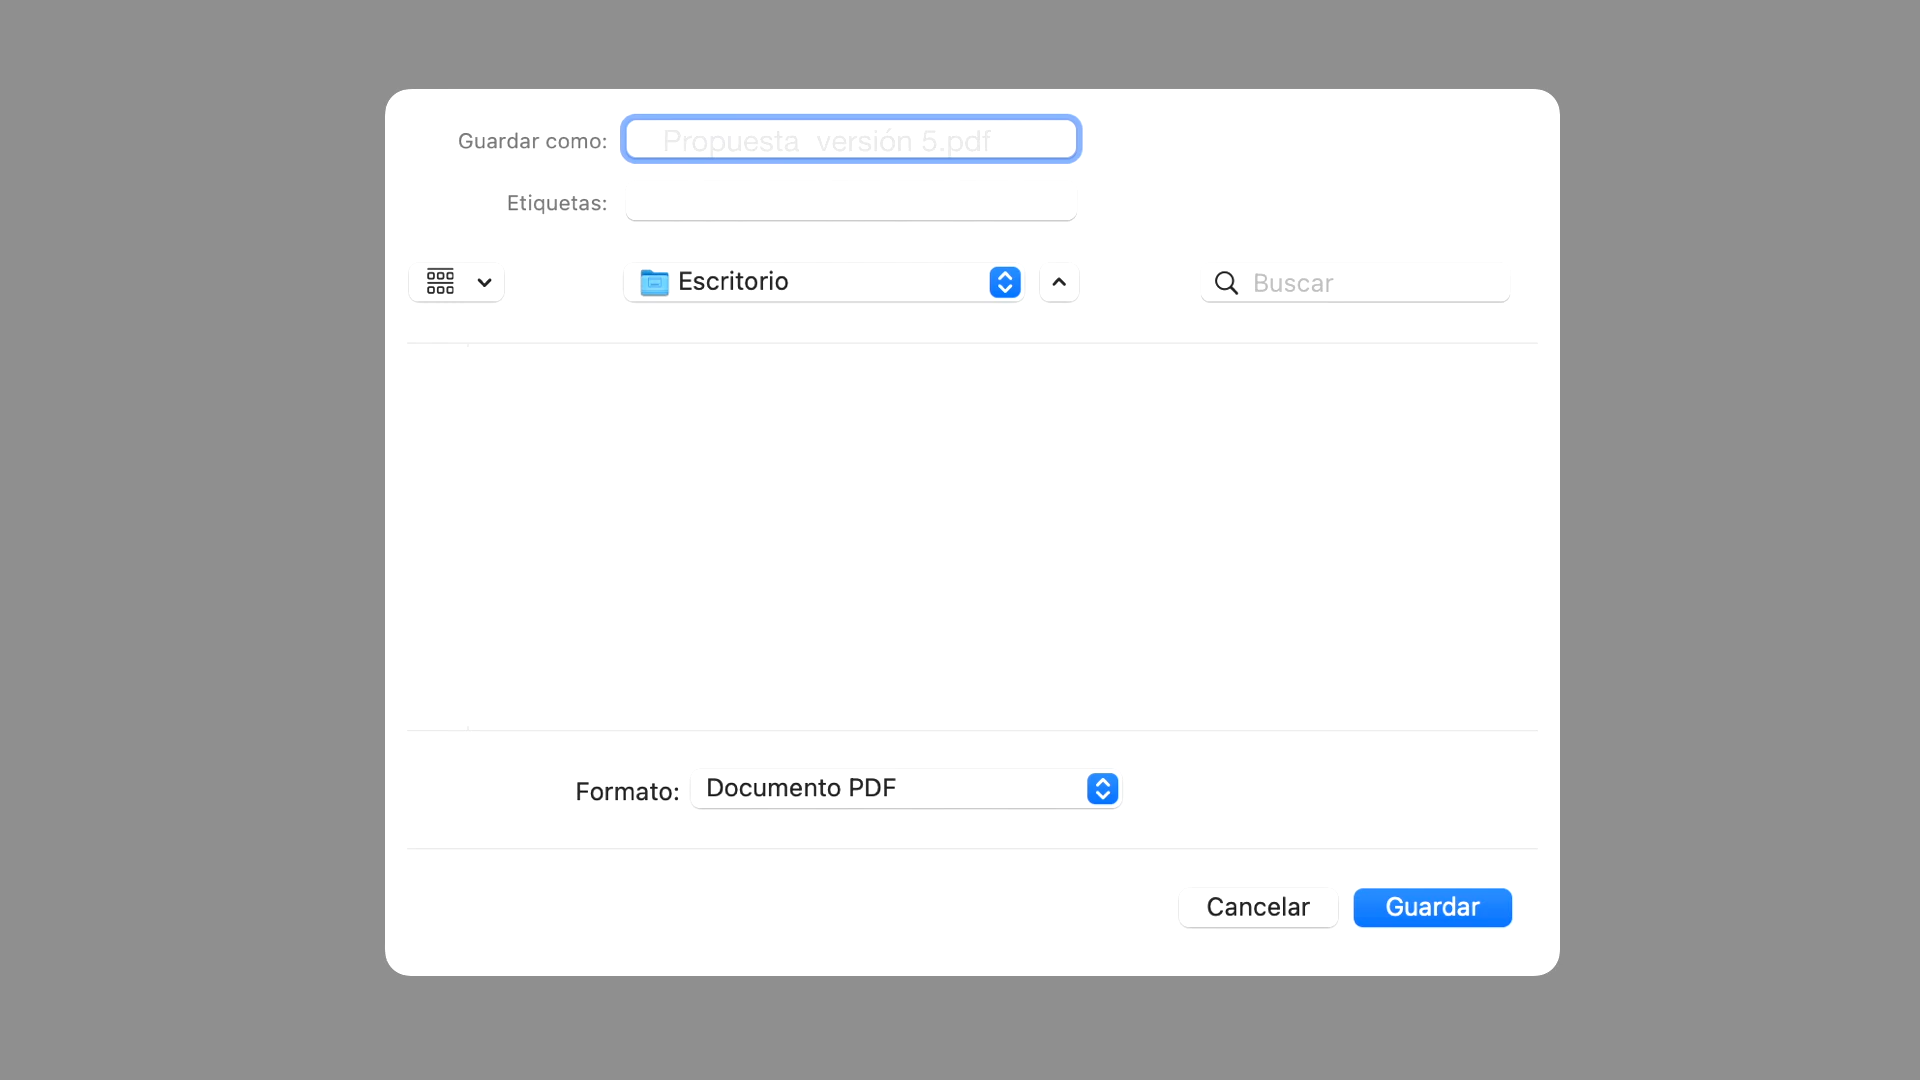 Guardar como: Propuesta  versión 5.pdf
Etiquetas:
Escritorio
Buscar
Formato: Documento PDF
Cancelar Guardar